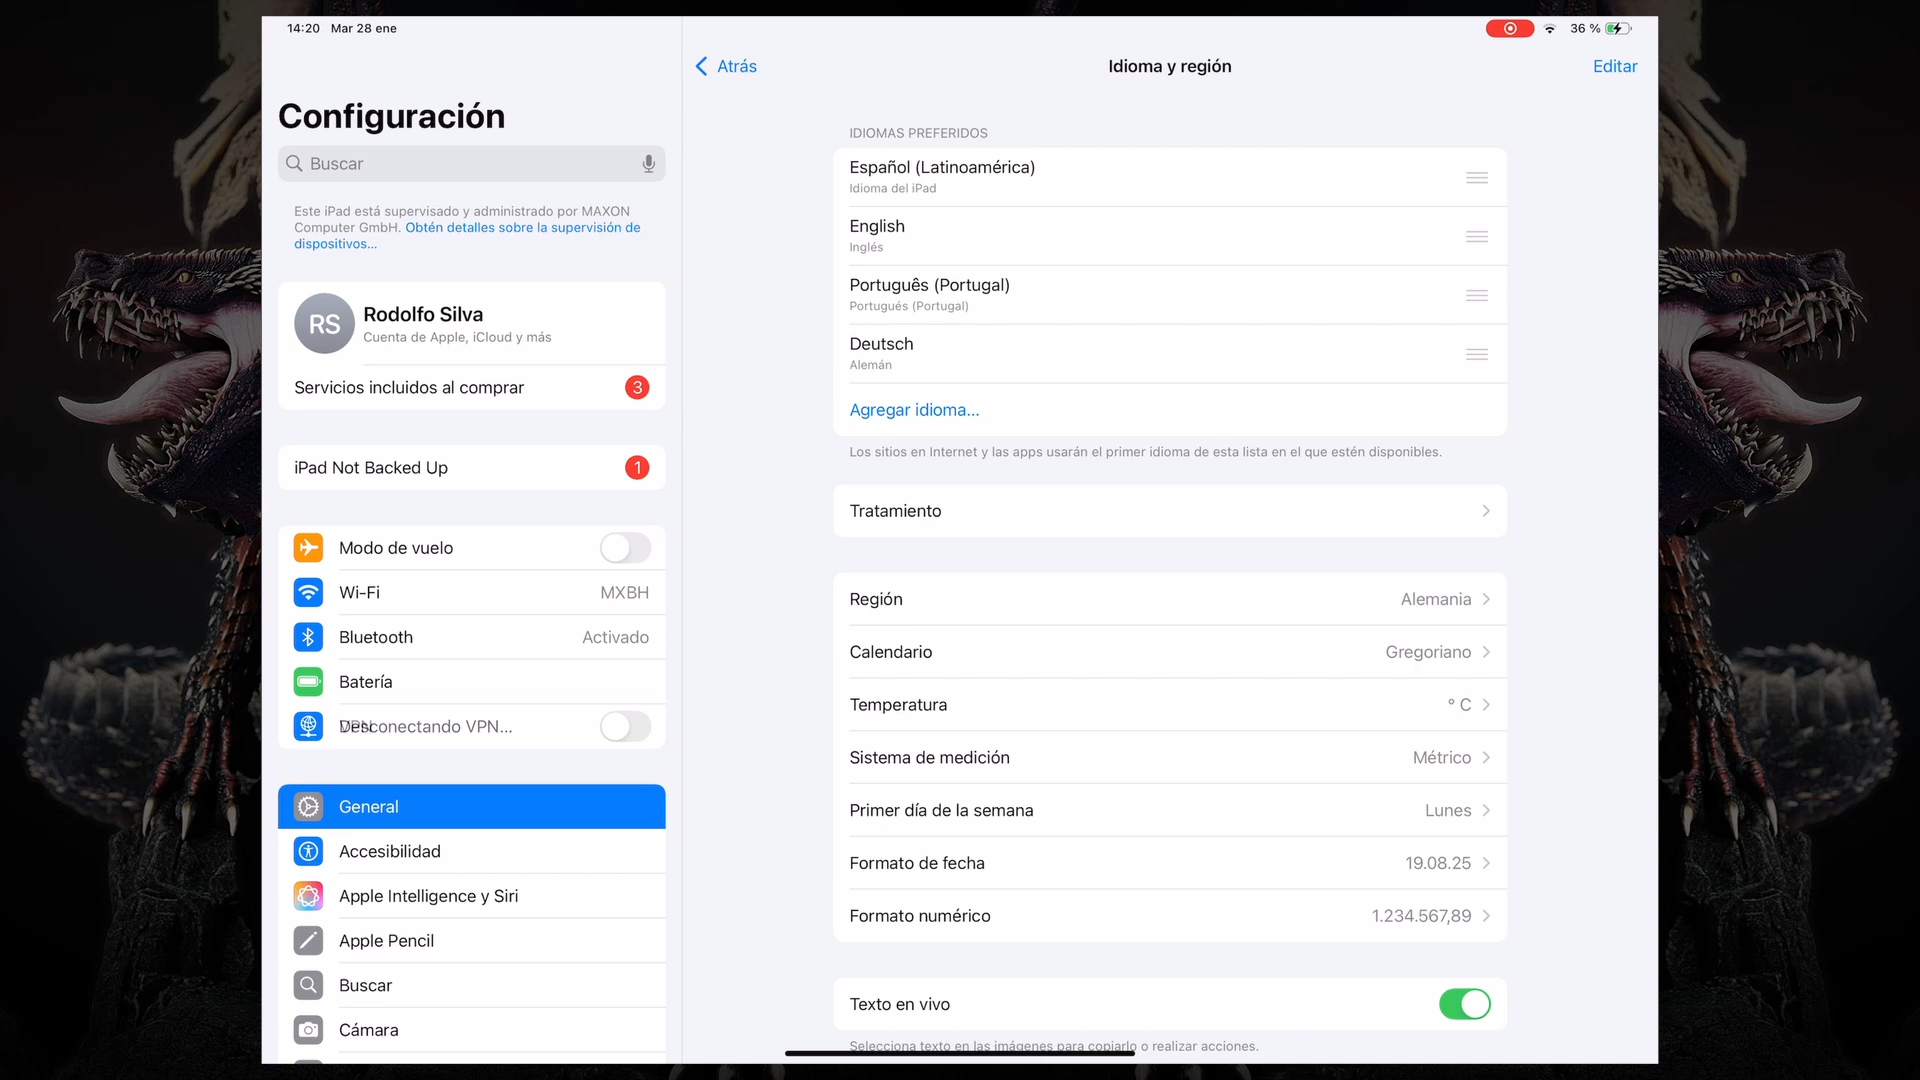 14:20 Mar 28 ene
36 %
Configuración
Buscar
Este iPad está supervisado y administrado por MAXON
Computer GmbH. Obtén detalles sobre la supervisión de
dispositivos...
RS
Rodolfo Silva
Cuenta de Apple, iCloud y más
Servicios incluidos al comprar
3
iPad Not Backed Up
1
Modo de vuelo
Wi-Fi
MXBH
Bluetooth
Activado
Batería
Desconectando VPN...
General
Accesibilidad
Apple Intelligence y Siri
Apple Pencil
Buscar
Cámara
Atrás
Idioma y región
Editar
IDIOMAS PREFERIDOS
Español (Latinoamérica)
Idioma del iPad
English
Inglés
Português (Portugal)
Portugués (Portugal)
Deutsch
Alemán
Agregar idioma...
Los sitios en Internet y las apps usarán el primer idioma de esta lista en el que estén disponibles.
Tratamiento
Región
Alemania
Calendario
Gregoriano
Temperatura
° C
Sistema de medición
Métrico
Primer día de la semana
Lunes
Formato de fecha
19.08.25
Formato numérico
1.234.567,89
Texto en vivo
Selecciona texto en las imágenes para copiarlo o realizar acciones.